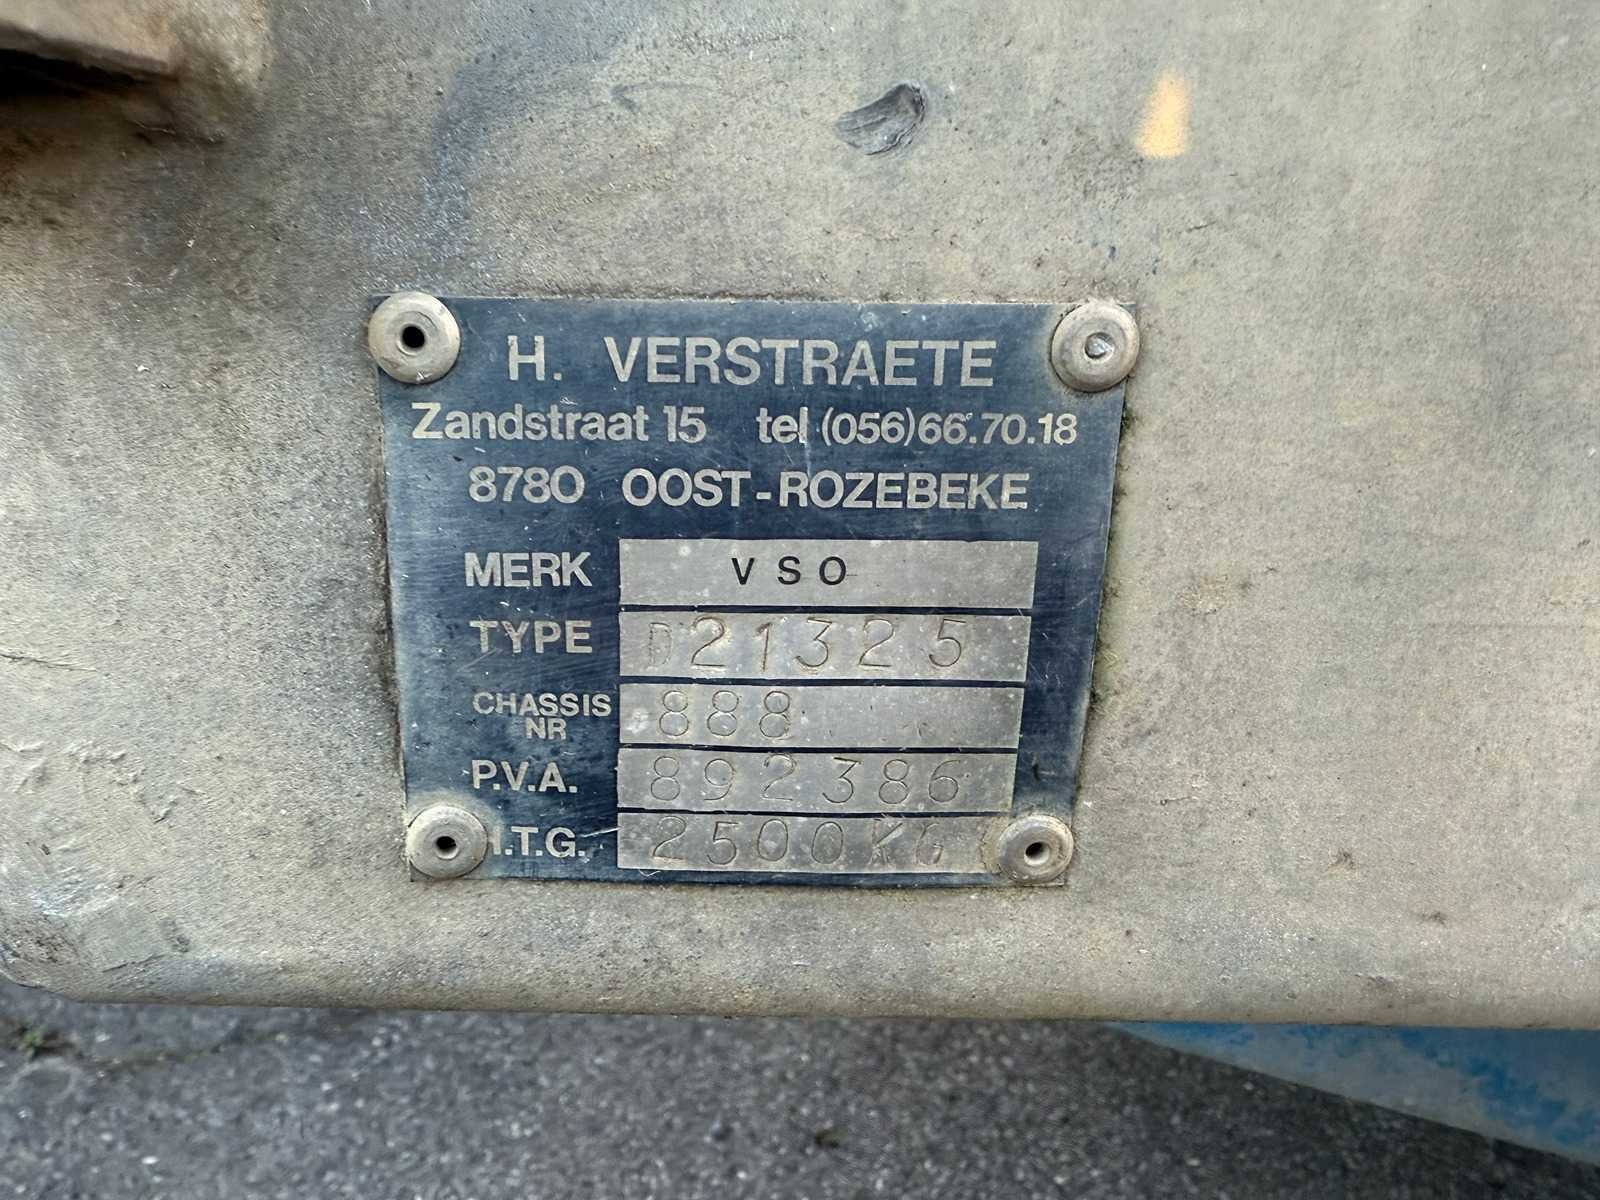 H. VERSTRAETE
Zandstraat 15 tel (056)66.70.18
8780 OOST-ROZEBEKE
MERK VSO
TYPE D21325
CHASSIS NR 888
P.V.A. 892386
.T.G. 2500KG